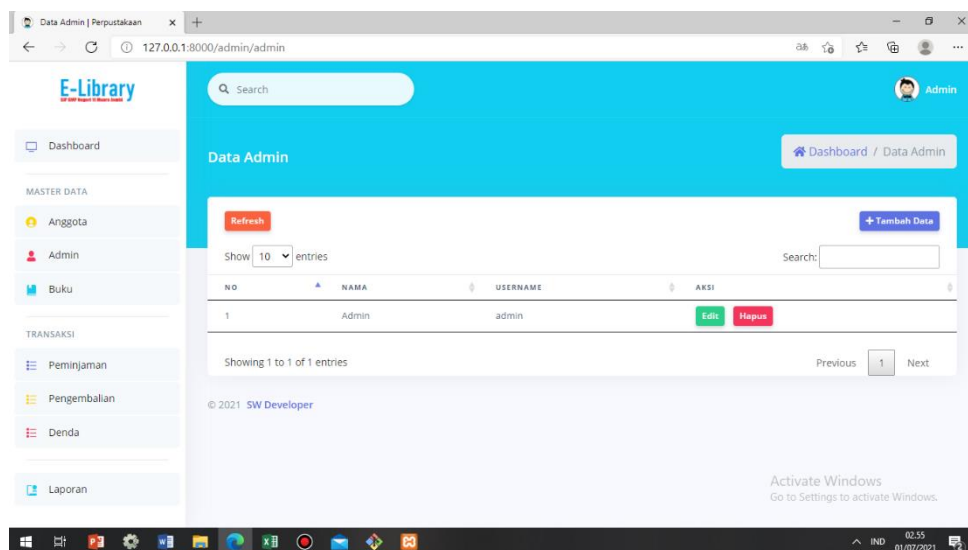 Data Admin | Perpustakaan
127.0.0.1:8000/admin/admin
E-Library
Search
Admin
Dashboard
Data Admin
Dashboard / Data Admin
MASTER DATA
Anggota
Admin
Buku
TRANSAKSI
Peminjaman
Pengembalian
Denda
Laporan
Refresh
+ Tambah Data
Show 10 entries
Search:
NO NAMA USERNAME AKSI
1 Admin admin Edit Hapus
Showing 1 to 1 of 1 entries
Previous 1 Next
© 2021 SW Developer
Activate Windows
Go to Settings to activate Windows.
IND
02.55
01/07/2021